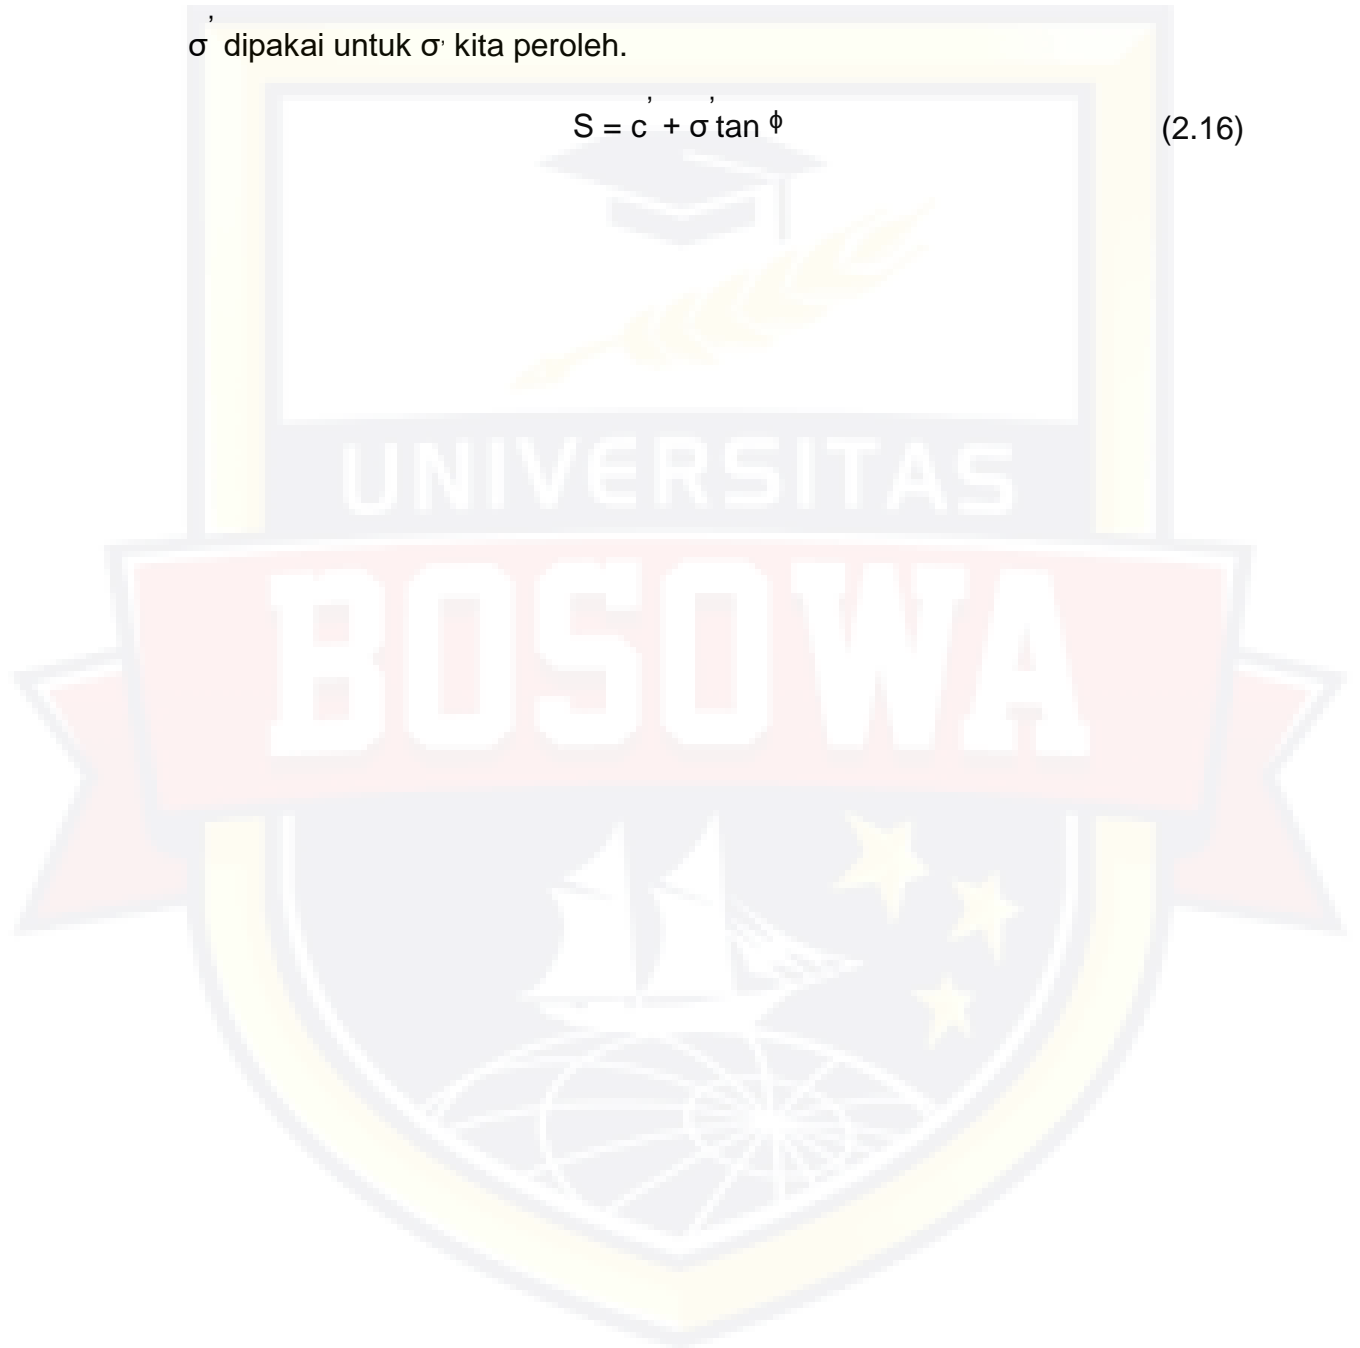 σ’ dipakai untuk σ’ kita peroleh.
S = c’ + σ’tan ϕ (2.16)
UNIVERSITAS
BOSOWA